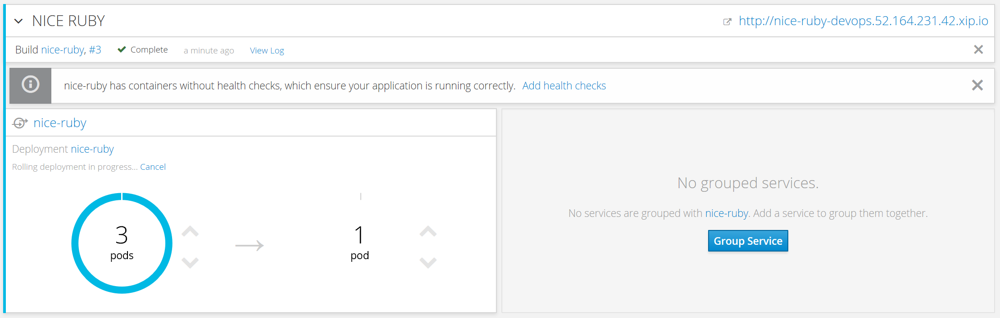 NICE RUBY
http://nice-ruby-devops.52.164.231.42.xip.io
Build nice-ruby, #3 Complete a minute ago View Log
nice-ruby has containers without health checks, which ensure your application is running correctly. Add health checks
nice-ruby
Deployment nice-ruby
Rolling deployment in progress... Cancel
3
pods
1
pod
No grouped services.
No services are grouped with nice-ruby. Add a service to group them together.
Group Service